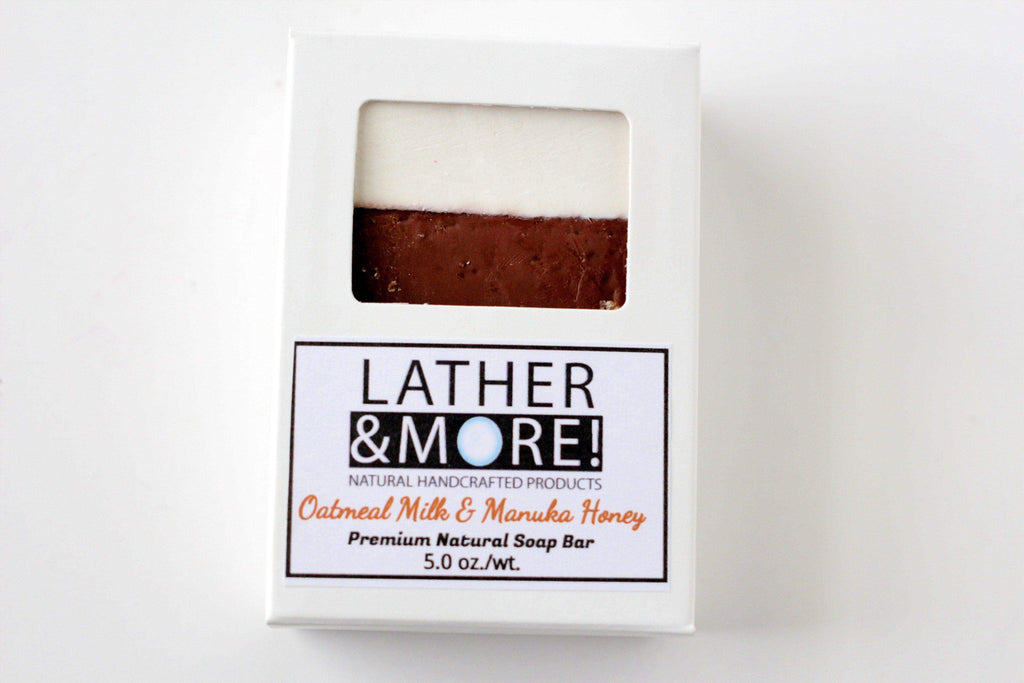 LATHER
&MORE!
NATURAL HANDCRAFTED PRODUCTS
Oatmeal Milk & Manuka Honey
Premium Natural Soap Bar
5.0 oz./wt.